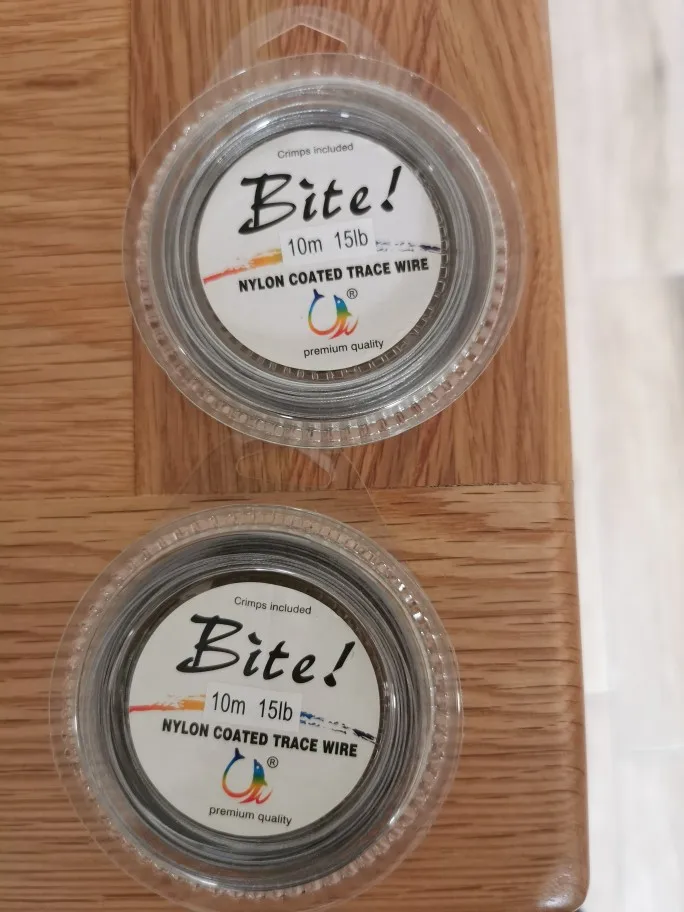 Crimps included
Bite!
10m 15lb
NYLON COATED TRACE WIRE
®
premium quality
Crimps included
Bite!
10m 15lb
NYLON COATED TRACE WIRE
®
premium quality